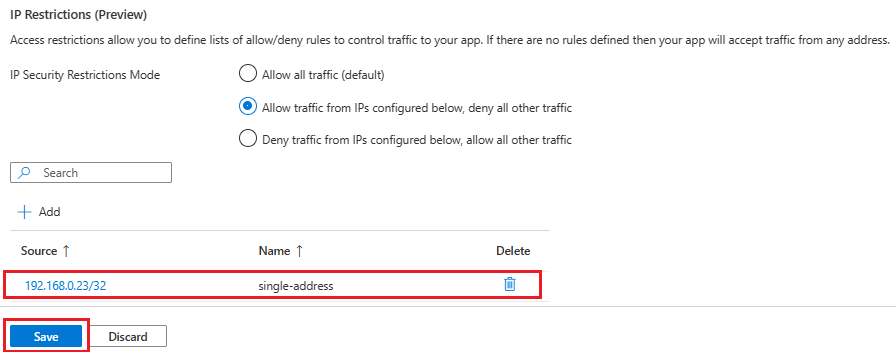 IP Restrictions (Preview)
Access restrictions allow you to define lists of allow/deny rules to control traffic to your app. If there are no rules defined then your app will accept traffic from any address.
IP Security Restrictions Mode
Allow all traffic (default)
Allow traffic from IPs configured below, deny all other traffic
Deny traffic from IPs configured below, allow all other traffic
Search
+ Add
Source ↑ Name ↑ Delete
192.168.0.23/32 single-address
Save Discard